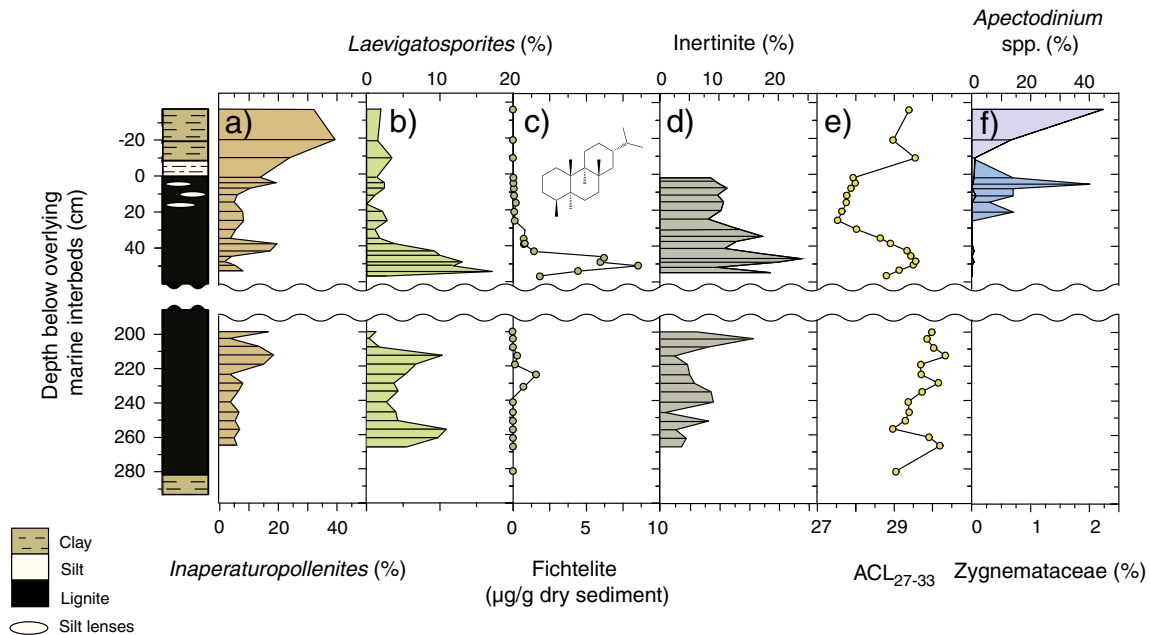 Apectodinium
Laevigatosporites (%) Inertinite (%) spp. (%)
0 10 20 0 10 20 0 20 40
a) b) c) d) e) f)
Depth below overlying
marine interbeds (cm)
-20
0
20
40
200
220
240
260
280
0 20 40 0 5 10 27 29 0 1 2
Clay
Silt
Lignite
Silt lenses
Inaperaturopollenites (%) Fichtelite ACL27-33 Zygnemataceae (%)
(µg/g dry sediment)